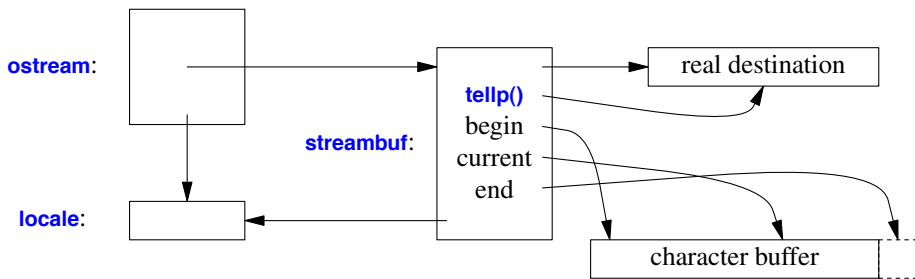 ostream:
real destination
tellp()
begin
streambuf:
current
end
locale:
character buffer